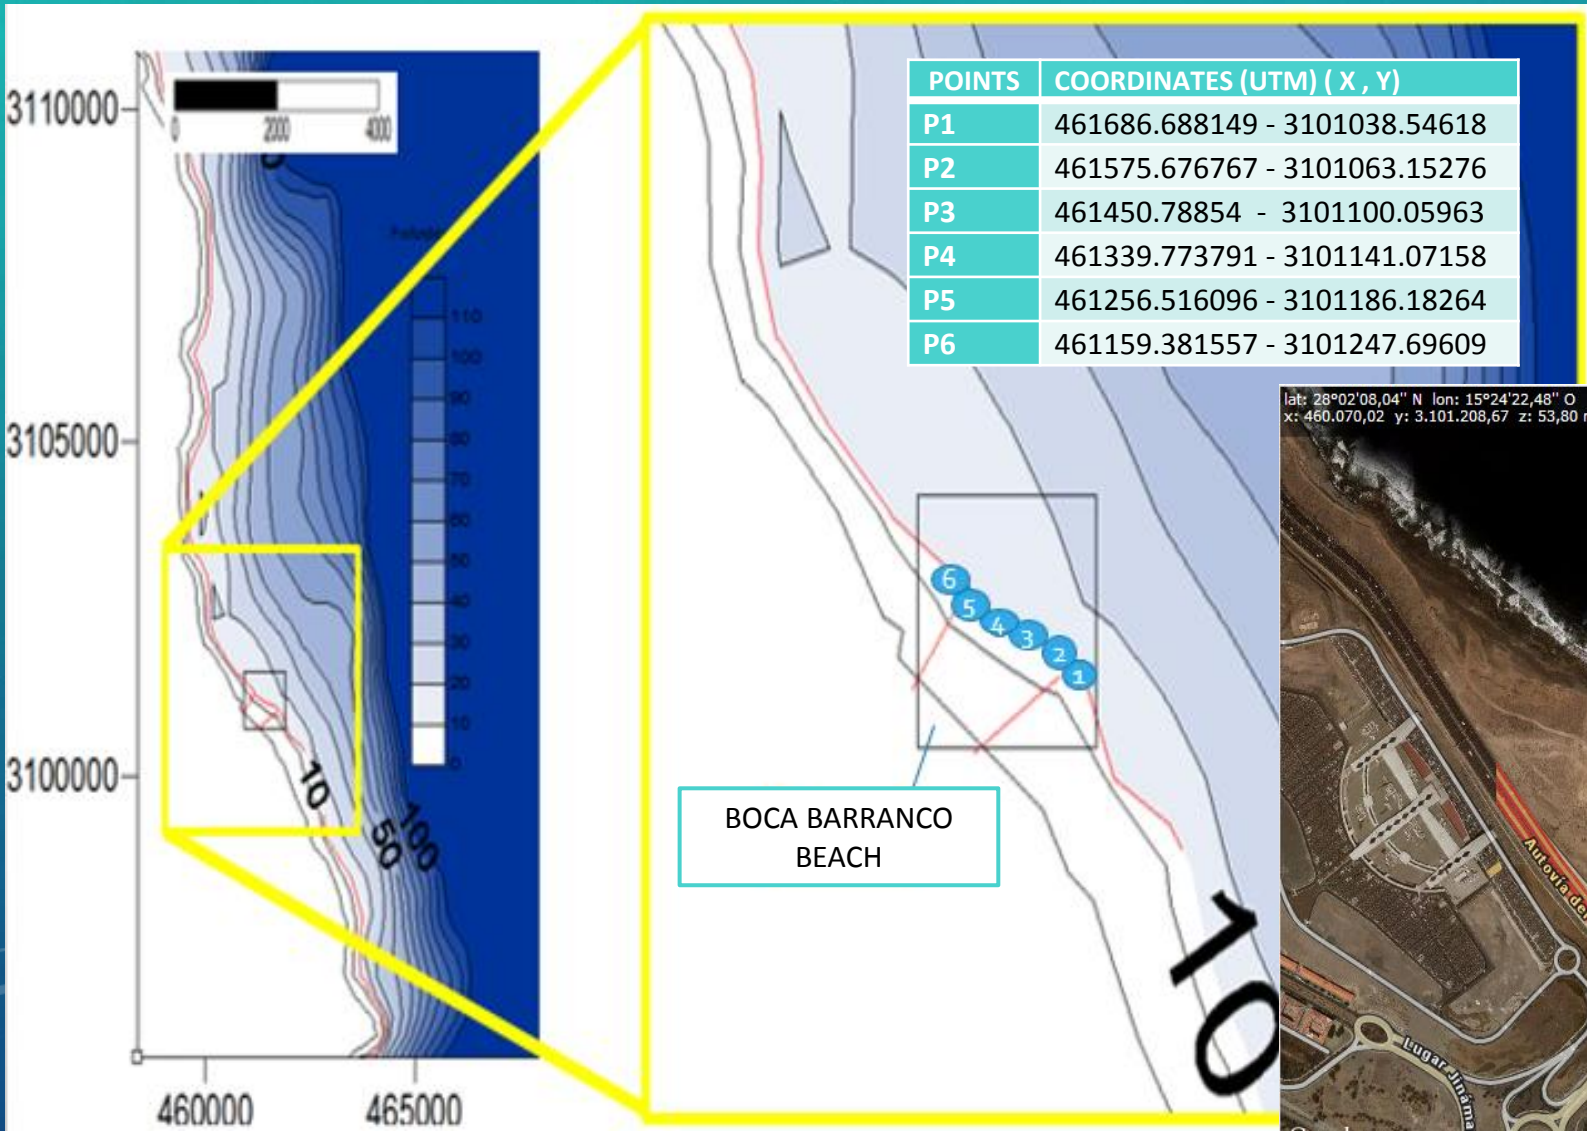 3110000
3105000
3100000
460000
465000
0
2000
4000
0
110
100
90
80
70
60
50
40
30
20
10
0
10
50
100
POINTS COORDINATES (UTM) ( X , Y)
P1 461686.688149 - 3101038.54618
P2 461575.676767 - 3101063.15276
P3 461450.78854 - 3101100.05963
P4 461339.773791 - 3101141.07158
P5 461256.516096 - 3101186.18264
P6 461159.381557 - 3101247.69609
6
5
4
3
2
1
BOCA BARRANCO
BEACH
10
lat: 28°02'08,04'' N lon: 15°24'22,48'' O
x: 460.070,02 y: 3.101.208,67 z: 53,80
Autovía de
Lugar Jinámar